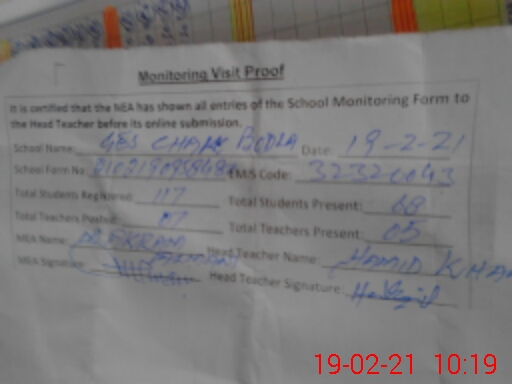 Monitoring Visit Proof
It is certified that the MEA has shown all entries of the School Monitoring Form to
the Head Teacher before its online submission.
School Name: GBS CHAH BODLA Date: 19-2-21
School Form No: EMIS Code:
Total Students Registered: 117 Total Students Present: 68
Total Teachers Posted: 07 Total Teachers Present: 05
MEA Name: M. AKRAM Head Teacher Name: HAMID KHAN
MEA Signature: Head Teacher Signature:
19-02-21 10:19